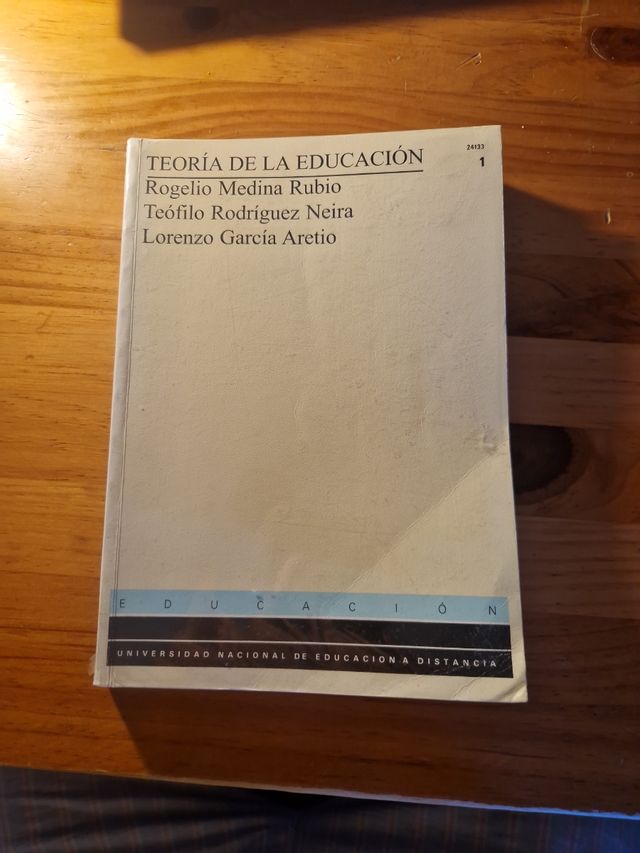 TEORÍA DE LA EDUCACIÓN
24133
1
Rogelio Medina Rubio
Teófilo Rodríguez Neira
Lorenzo García Aretio
EDUCACIÓN
UNIVERSIDAD NACIONAL DE EDUCACION A DISTANCIA